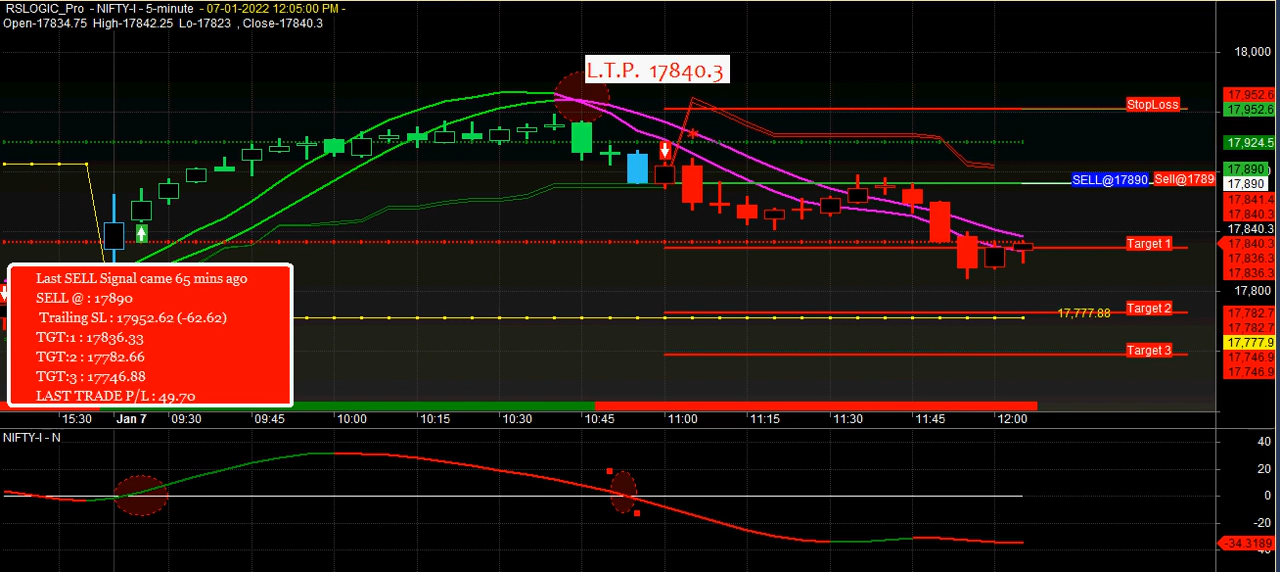 RSLOGIC_Pro - NIFTY-I - 5-minute - 07-01-2022 12:05:00 PM -
Open-17834.75 High-17842.25 Lo-17823 , Close-17840.3
L.T.P. 17840.3
18,000
StopLoss
17,952.6
17,952.6
17,924.5
17,890
SELL@17890
Sell@1789
17,890
17,841.4
17,840.3
17,840.3
Target 1
17,840.3
17,836.3
17,836.3
17,800
Target 2
17,777.88
17,782.7
17,782.7
17,777.9
Target 3
17,746.9
17,746.9
Last SELL Signal came 65 mins ago
SELL @ : 17890
Trailing SL : 17952.62 (-62.62)
TGT:1 : 17836.33
TGT:2 : 17782.66
TGT:3 : 17746.88
LAST TRADE P/L : 49.70
15:30 Jan 7 09:30 09:45 10:00 10:15 10:30 10:45 11:00 11:15 11:30 11:45 12:00
NIFTY-I - N
40
20
0
-20
-34.3189